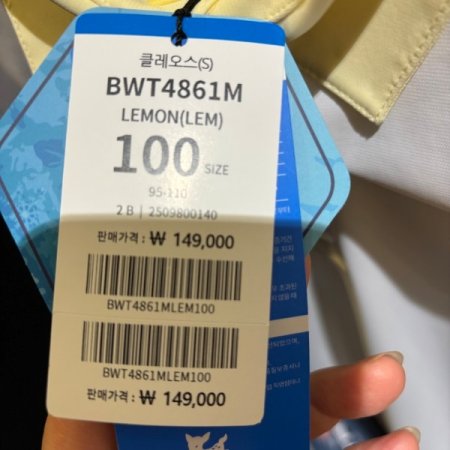 클레오스(S)
BWT4861M
LEMON(LEM)
100 SIZE
95-110
2 B | 2509800140
판매가격 : ₩ 149,000
BWT4861MLEM100
BWT4861MLEM100
판매가격 : ₩ 149,000